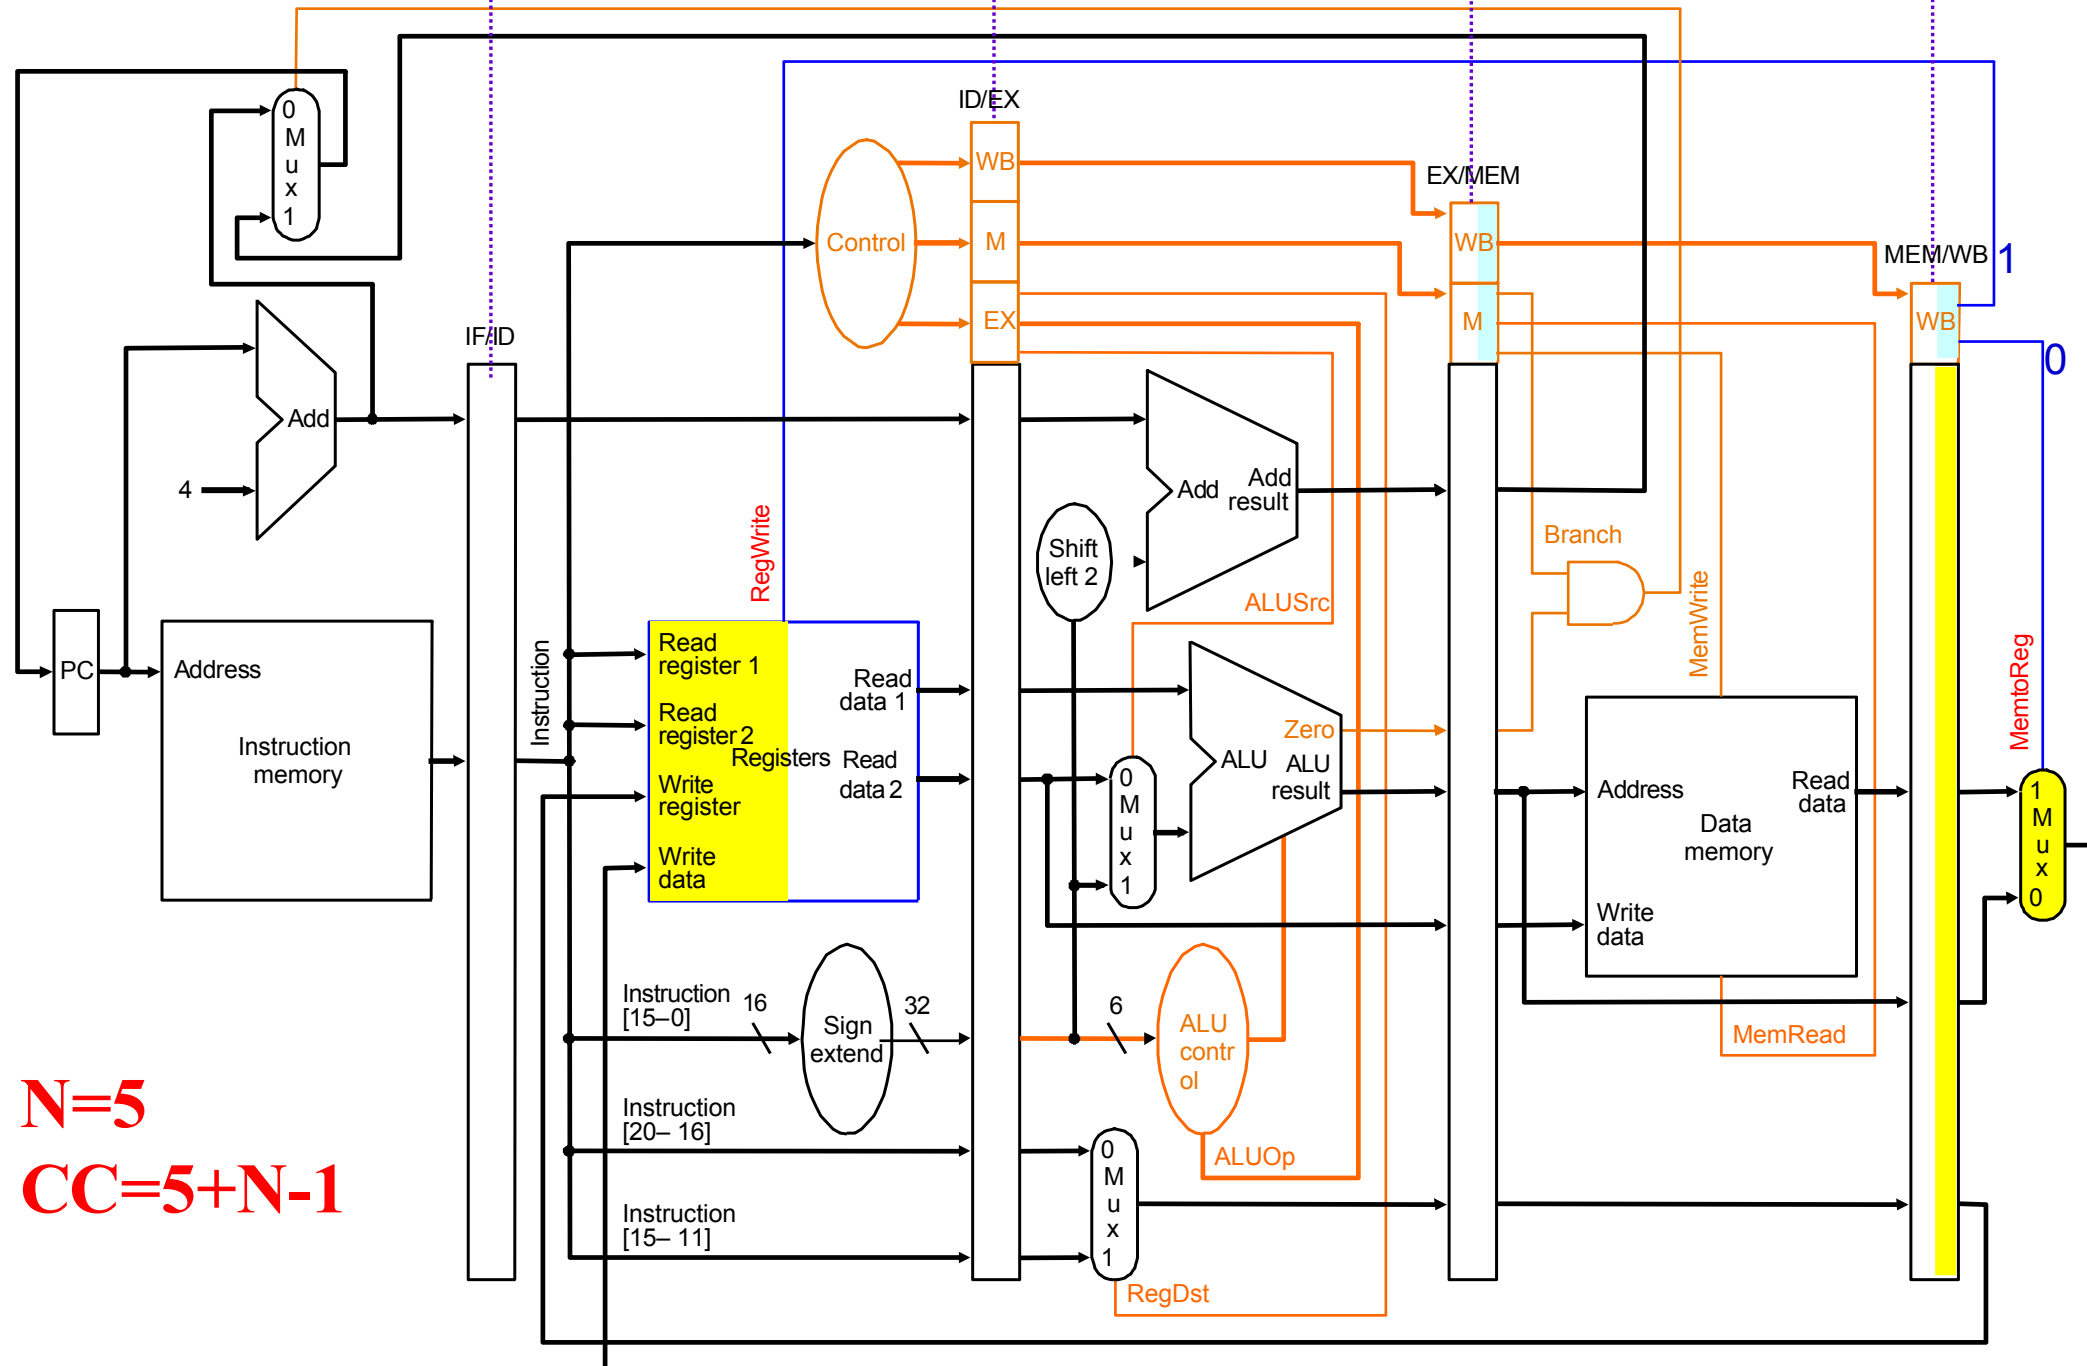 0
M
u
x
1
ID/EX
WB
M
EX
Control
EX/MEM
WB
M
MEM/WB
1
WB
0
IF/ID
Add
4
Add
Add
result
Shift
left 2
RegWrite
ALUSrc
Branch
MemWrite
MemtoReg
PC
Address
Instruction
memory
Instruction
Read
register 1
Read
register 2
Registers
Write
register
Write
data
Read
data 1
Read
data 2
0
M
u
x
1
Zero
ALU
ALU
result
Address
Read
data
Data
memory
Write
data
1
M
u
x
0
Instruction
[15–0]
16
Sign
extend
32
6
ALU
contr
ol
MemRead
N=5
CC=5+N-1
Instruction
[20– 16]
Instruction
[15– 11]
0
M
u
x
1
ALUOp
RegDst